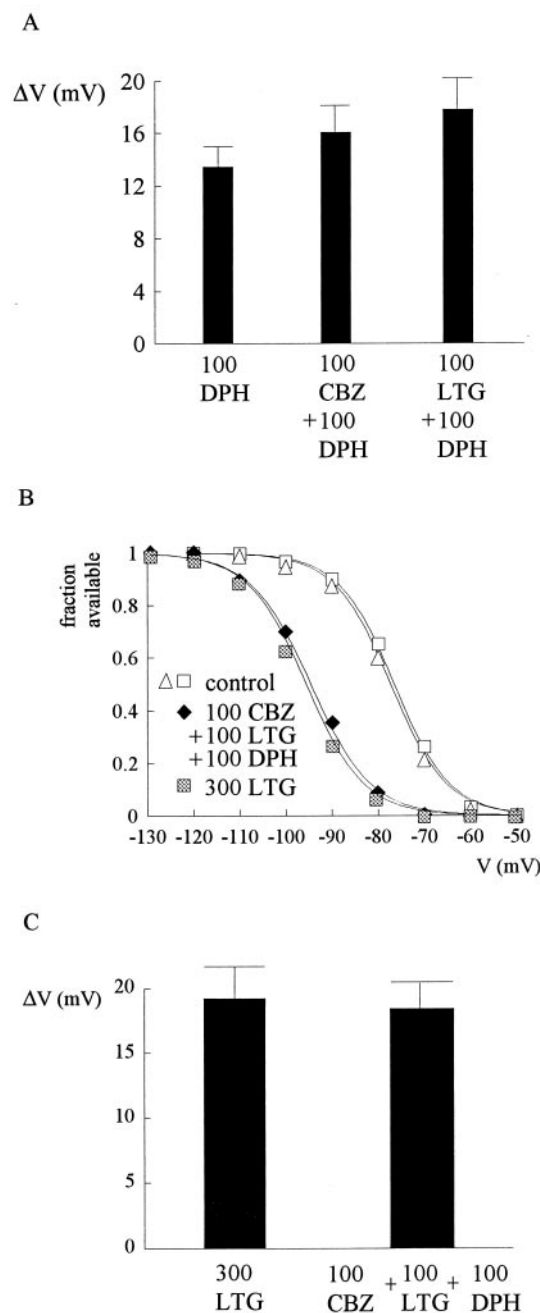 A
ΔV (mV)
20
16
12
8
4
0
100 100 100
DPH CBZ LTG
+100 +100
DPH DPH
B
fraction
available
1
0.8
0.6
0.4
0.2
0
control
100 CBZ
+100 LTG
+100 DPH
300 LTG
-130 -120 -110 -100 -90 -80 -70 -60 -50
V (mV)
C
ΔV (mV)
20
15
10
5
0
300 100 + 100 + 100
LTG CBZ LTG DPH